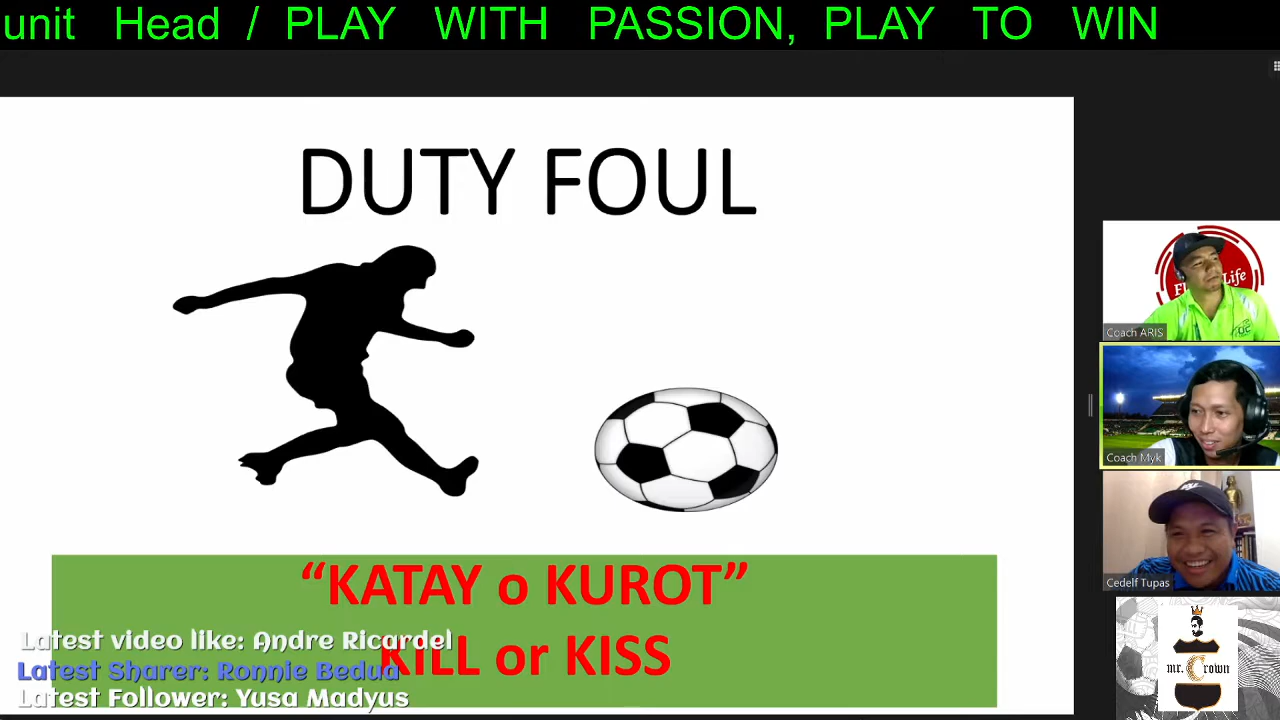 unit Head / PLAY WITH PASSION, PLAY TO WIN
DUTY FOUL
“KATAY o KUROT”
KILL or KISS
Latest video like: Andre Ricardel
Latest Sharer: Ronnie Bedua
Latest Follower: Yusa Madyus
Life
Coach ARIS
Coach Myk
Cedelf Tupas
mr. Crown